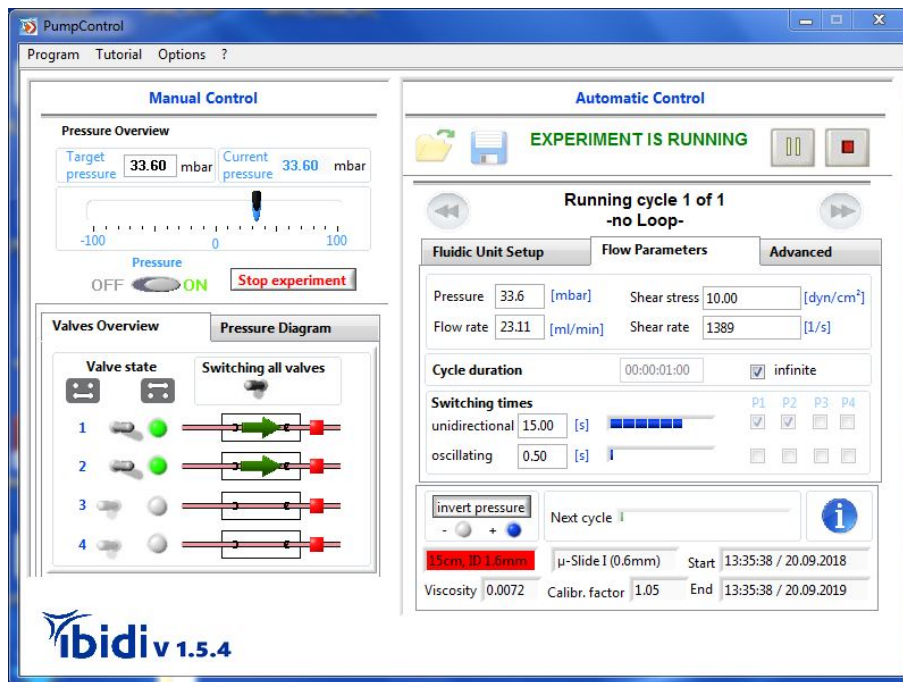 PumpControl
Program Tutorial Options ?
Manual Control
Pressure Overview
Target pressure 33.60 mbar Current pressure 33.60 mbar
-100 0 100
Pressure
OFF ON Stop experiment
Valves Overview Pressure Diagram
Valve state Switching all valves
1
2
3
4
ibidi v 1.5.4
Automatic Control
EXPERIMENT IS RUNNING
Running cycle 1 of 1
-no Loop-
Fluidic Unit Setup Flow Parameters Advanced
Pressure 33.6 [mbar] Shear stress 10.00 [dyn/cm²]
Flow rate 23.11 [ml/min] Shear rate 1389 [1/s]
Cycle duration 00:00:01:00 infinite
Switching times P1 P2 P3 P4
unidirectional 15.00 [s]
oscillating 0.50 [s]
invert pressure
- +
Next cycle
i
15cm, ID 1.6mm µ-Slide I (0.6mm) Start 13:35:38 / 20.09.2018
Viscosity 0.0072 Calibr. factor 1.05 End 13:35:38 / 20.09.2019